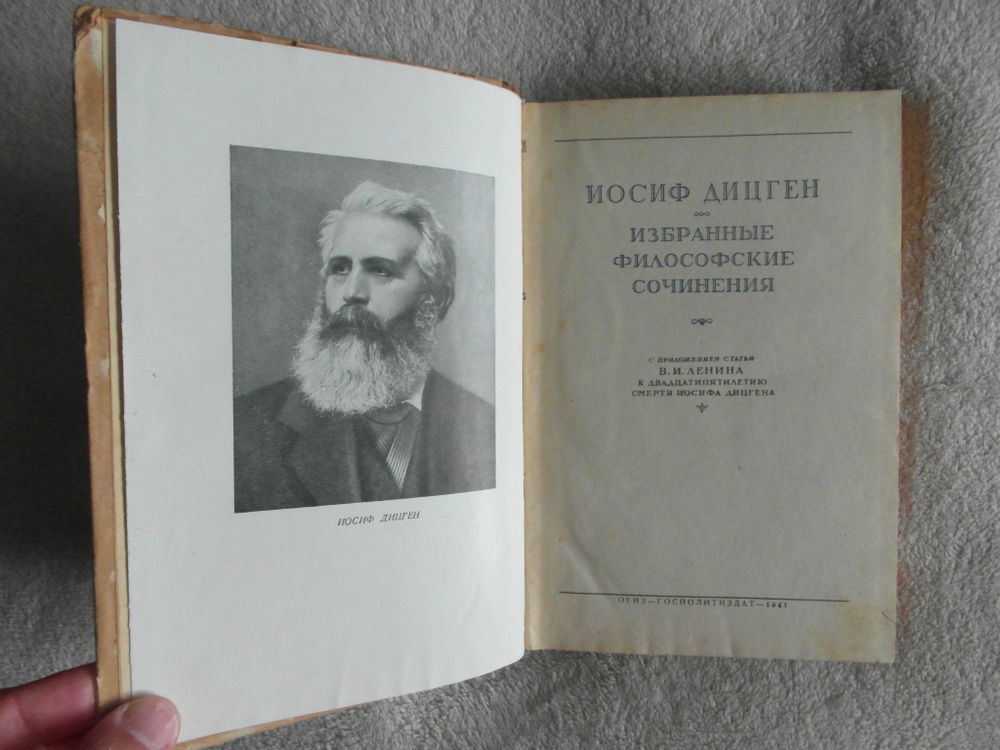 ИОСИФ ДИЦГЕН
ИОСИФ ДИЦГЕН
ИЗБРАННЫЕ
ФИЛОСОФСКИЕ
СОЧИНЕНИЯ
С ПРИЛОЖЕНИЕМ СТАТЬИ
В. И. ЛЕНИНА
К ДВАДЦАТИПЯТИЛЕТИЮ
СМЕРТИ ИОСИФА ДИЦГЕНА
ОГИЗ—ГОСПОЛИТИЗДАТ—1941